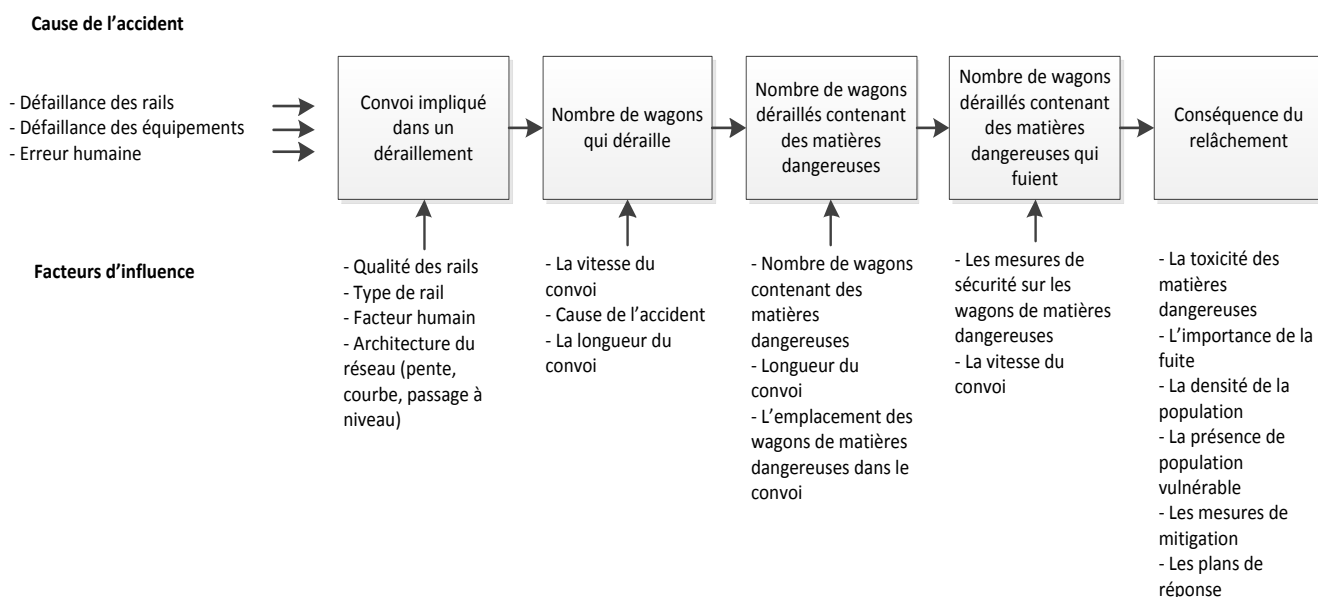 Cause de l'accident
- Défaillance des rails
- Défaillance des équipements
- Erreur humaine
Convoi impliqué
dans un
déraillement
Nombre de wagons
qui déraille
Nombre de wagons
déraillés contenant
des matières
dangereuses
Nombre de wagons
déraillés contenant
des matières
dangereuses qui
fuient
Conséquence du
relâchement
Facteurs d'influence
- Qualité des rails
- Type de rail
- Facteur humain
- Architecture du
réseau (pente,
courbe, passage à
niveau)
- La vitesse du
convoi
- Cause de l'accident
- La longueur du
convoi
- Nombre de wagons
contenant des
matières
dangereuses
- Longueur du
convoi
- L'emplacement des
wagons de matières
dangereuses dans le
convoi
- Les mesures de
sécurité sur les
wagons de matières
dangereuses
- La vitesse du
convoi
- La toxicité des
matières
dangereuses
- L'importance de la
fuite
- La densité de la
population
- La présence de
population
vulnérable
- Les mesures de
mitigation
- Les plans de
réponse